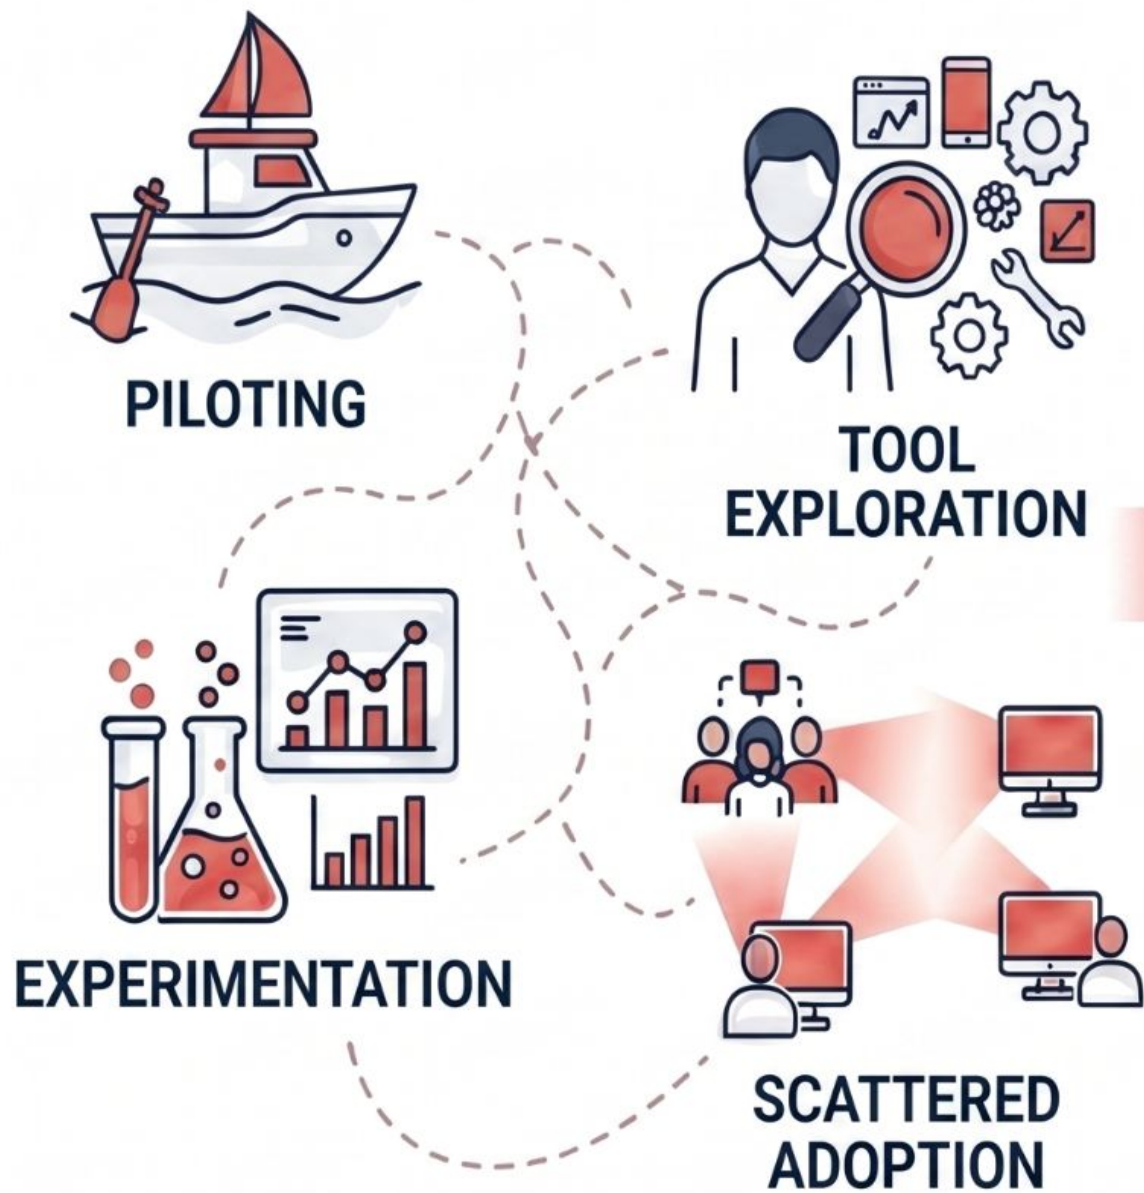 PILOTING
TOOL
EXPLORATION
EXPERIMENTATION
SCATTERED
ADOPTION